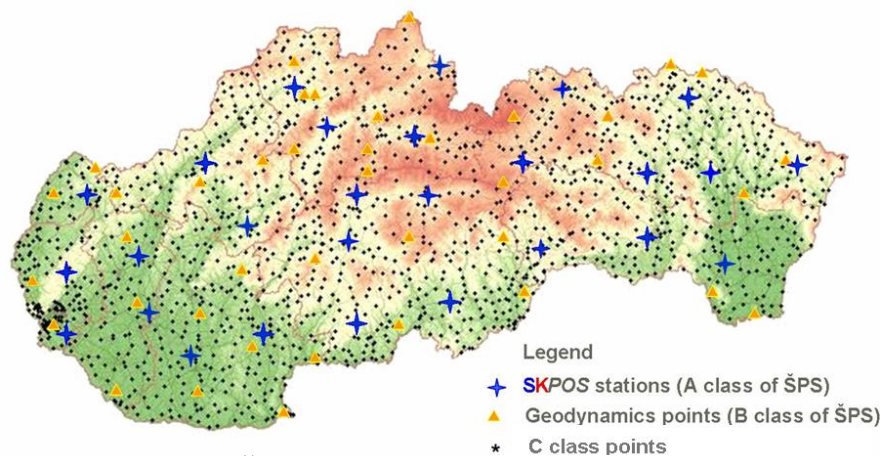 Legend
SKPOS stations (A class of ŠPS)
Geodynamics points (B class of ŠPS)
C class points